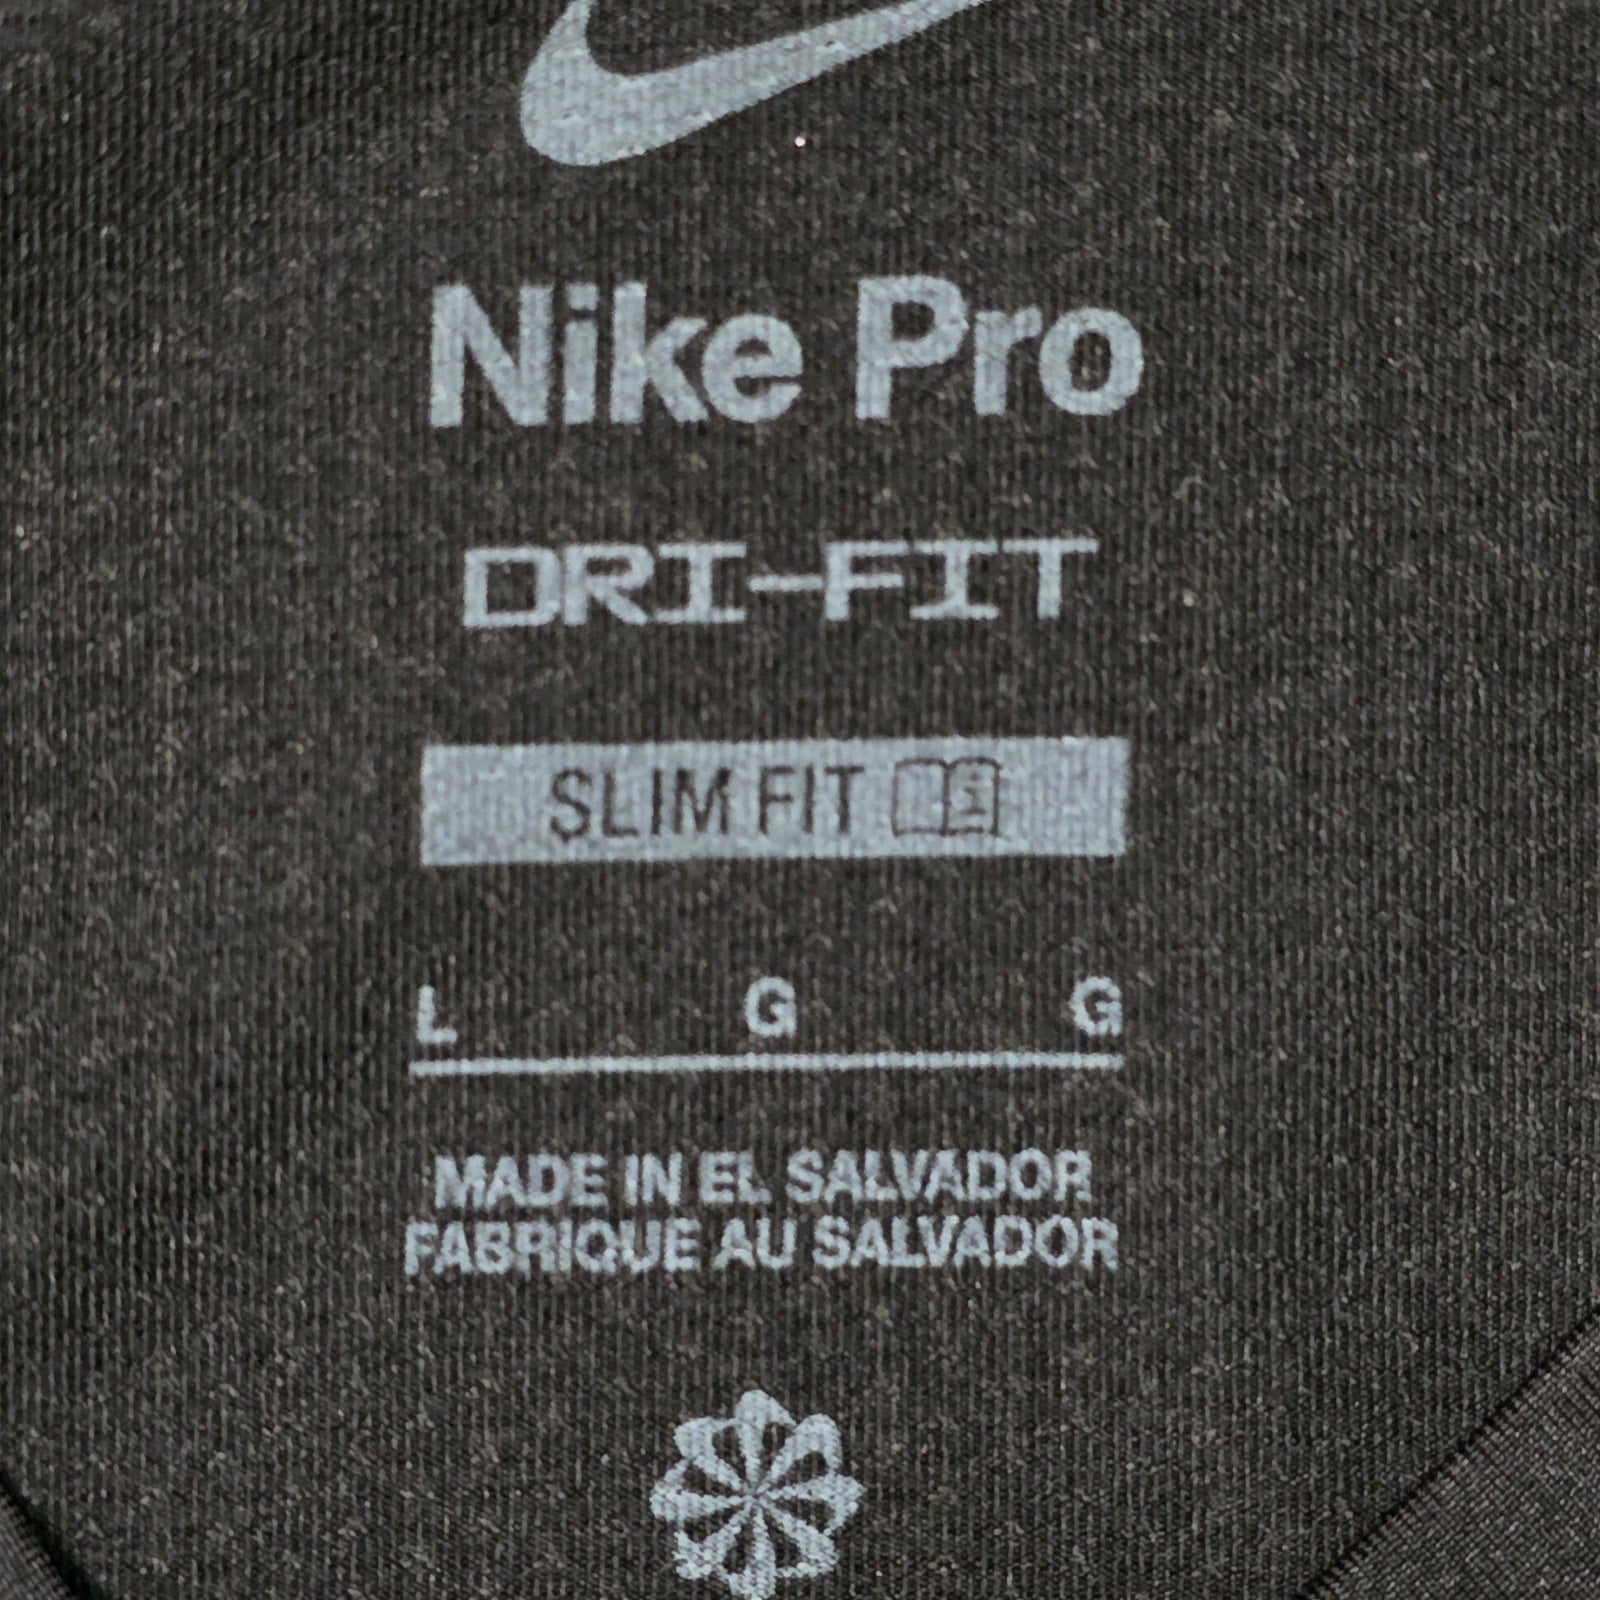 Nike Pro
DRI-FIT
SLIM FIT
L G G
MADE IN EL SALVADOR
FABRIQUE AU SALVADOR